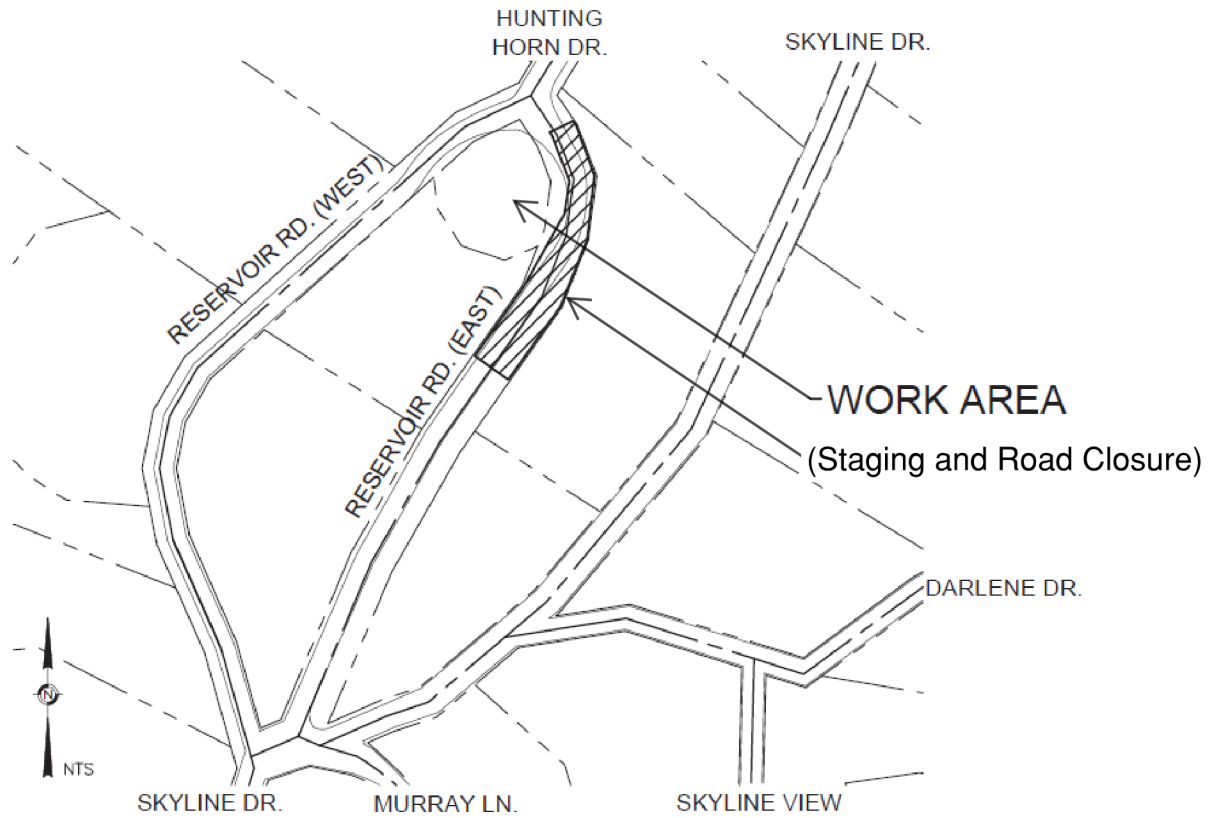 HUNTING
HORN DR.
SKYLINE DR.
RESERVOIR RD. (WEST)
RESERVOIR RD. (EAST)
WORK AREA
(Staging and Road Closure)
DARLENE DR.
N
NTS
SKYLINE DR.
MURRAY LN.
SKYLINE VIEW